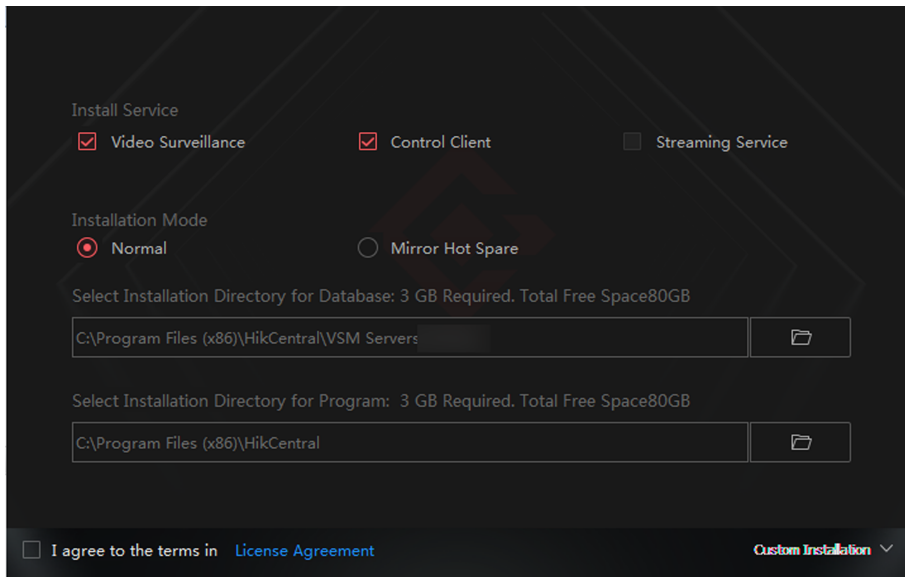 Install Service
Video Surveillance Control Client Streaming Service
Installation Mode
Normal Mirror Hot Spare
Select Installation Directory for Database: 3 GB Required. Total Free Space80GB
C:\Program Files (x86)\HikCentral\VSM Servers
Select Installation Directory for Program: 3 GB Required. Total Free Space80GB
C:\Program Files (x86)\HikCentral
I agree to the terms in License Agreement Custom Installation